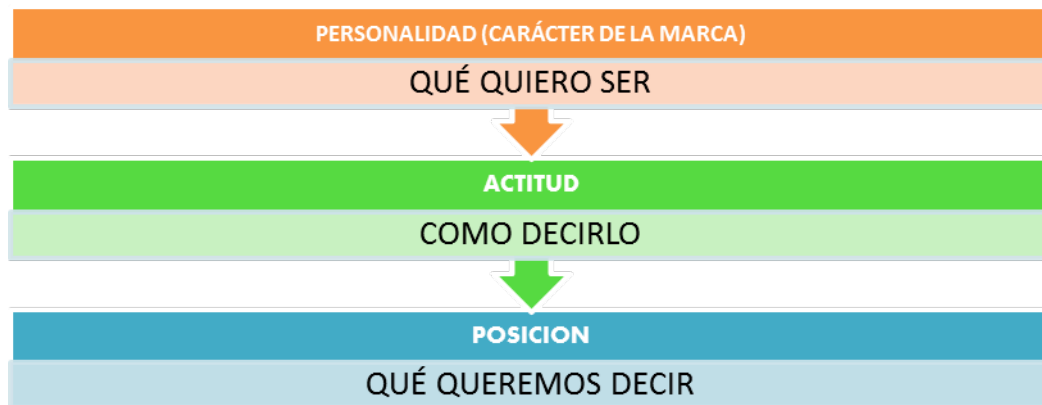 PERSONALIDAD (CARÁCTER DE LA MARCA)
QUÉ QUIERO SER
ACTITUD
COMO DECIRLO
POSICION
QUÉ QUEREMOS DECIR